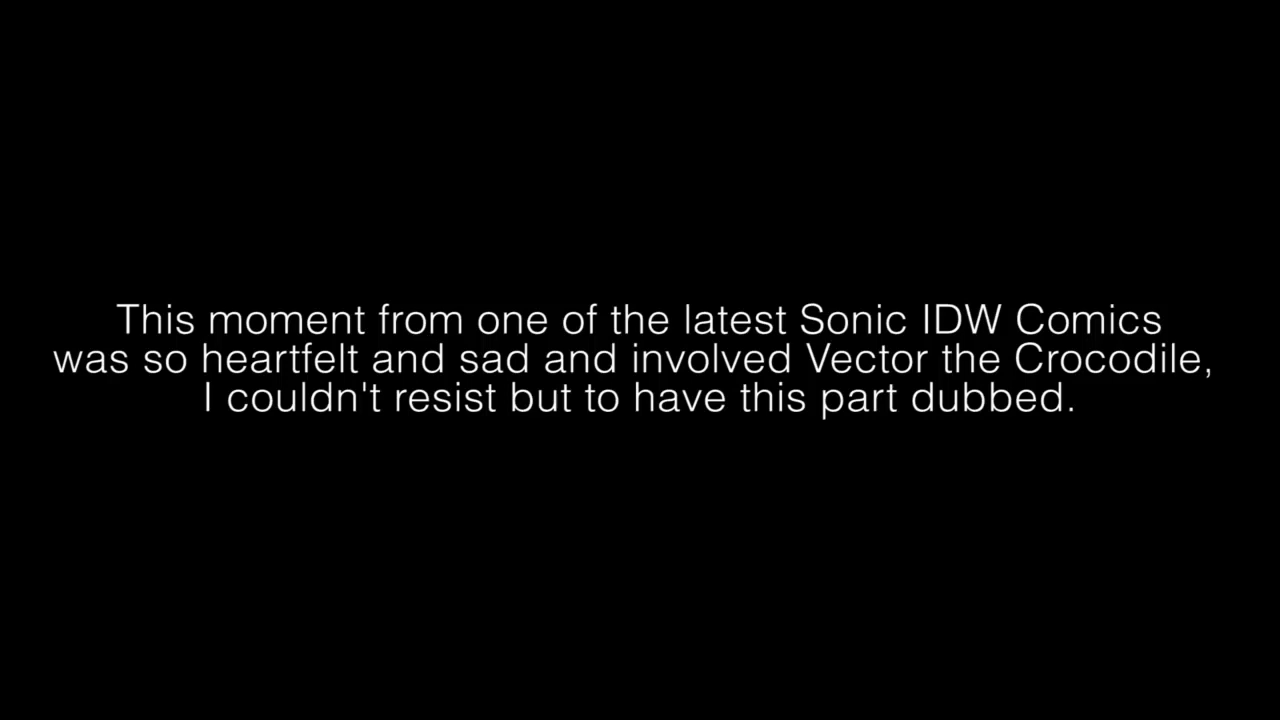 This moment from one of the latest Sonic IDW Comics
was so heartfelt and sad and involved Vector the Crocodile,
I couldn't resist but to have this part dubbed.